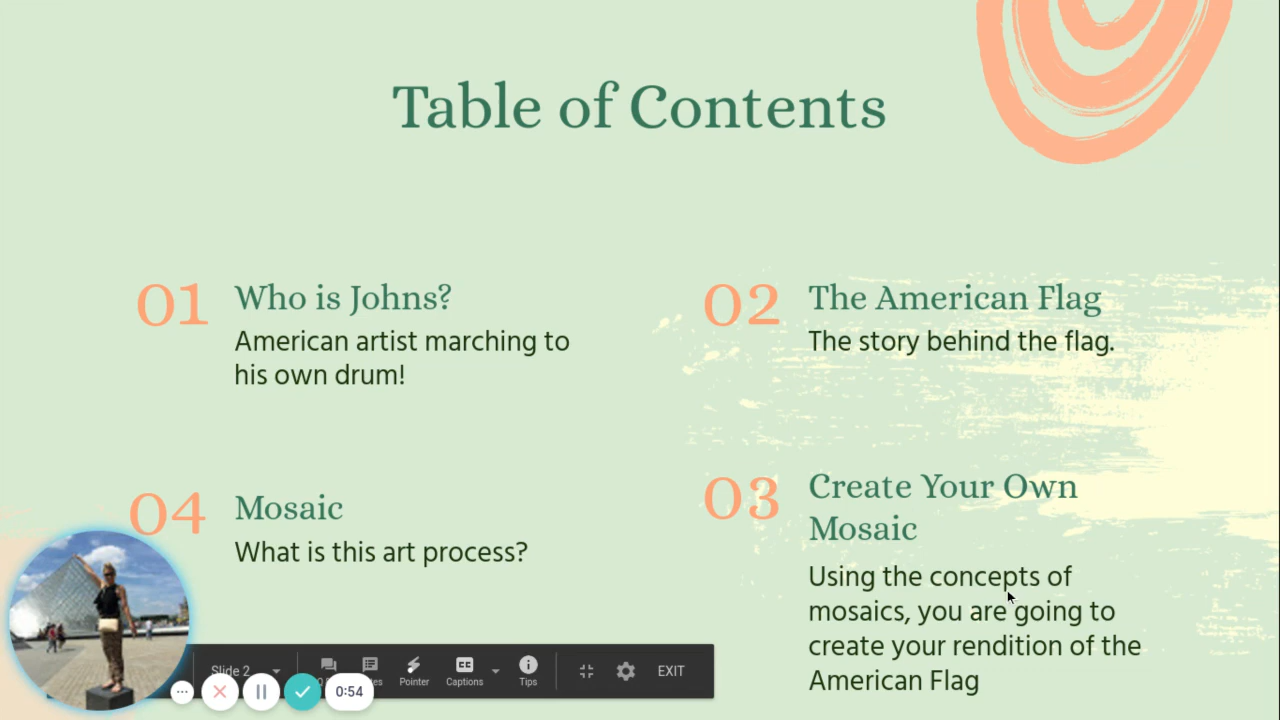 Table of Contents
01
Who is Johns?
American artist marching to
his own drum!
02
The American Flag
The story behind the flag.
04
Mosaic
What is this art process?
03
Create Your Own
Mosaic
Using the concepts of
mosaics, you are going to
create your rendition of the
American Flag
Slide 2
Pointer
Captions
Tips
EXIT
0:54